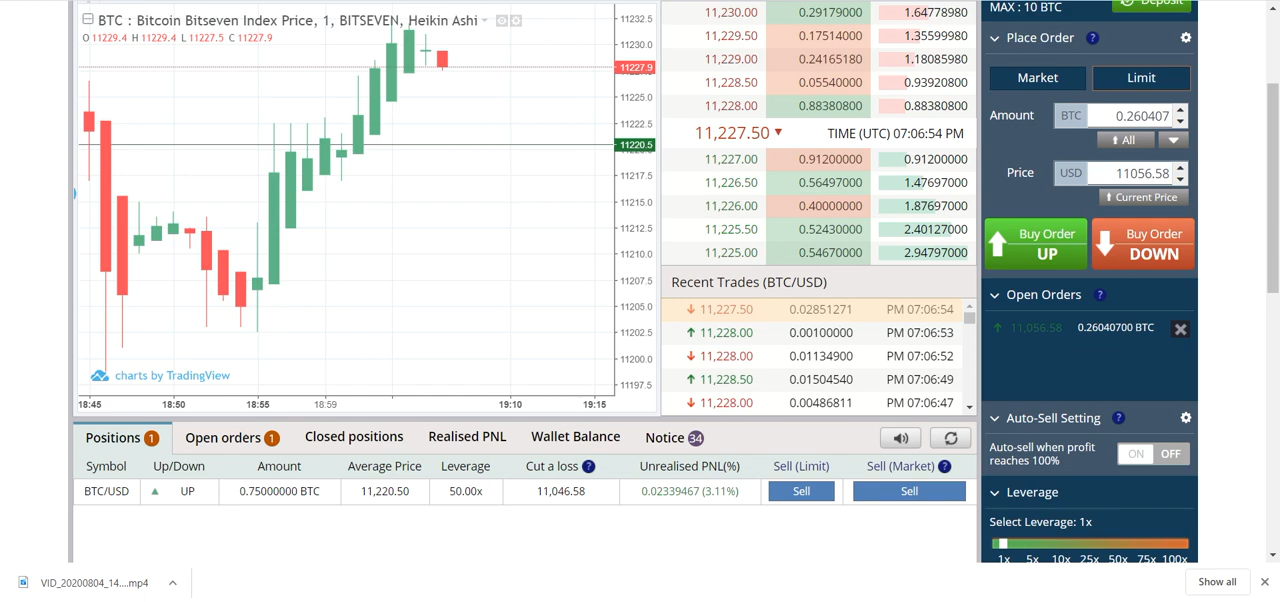 BTC : Bitcoin Bitseven Index Price, 1, BITSEVEN, Heikin Ashi
O 11229.4 H 11229.4 L 11227.5 C 11227.9
11232.5
11230.0
11227.9
11225.0
11222.5
11220.5
11217.5
11215.0
11212.5
11210.0
11207.5
11205.0
11202.5
11200.0
11197.5
charts by TradingView
18:45 18:50 18:55 18:59 19:10 19:15
11,230.00 0.29179000 1.64778980
11,229.50 0.17514000 1.35599980
11,229.00 0.24165180 1.18085980
11,228.50 0.05540000 0.93920800
11,228.00 0.88380800 0.88380800
11,227.50 TIME (UTC) 07:06:54 PM
11,227.00 0.91200000 0.91200000
11,226.50 0.56497000 1.47697000
11,226.00 0.40000000 1.87697000
11,225.50 0.52430000 2.40127000
11,225.00 0.54670000 2.94797000
Recent Trades (BTC/USD)
11,227.50 0.02851271 PM 07:06:54
11,228.00 0.00100000 PM 07:06:53
11,228.00 0.01134900 PM 07:06:52
11,228.50 0.01504540 PM 07:06:49
11,228.00 0.00486811 PM 07:06:47
MAX : 10 BTC Deposit
Place Order ?
Market Limit
Amount BTC 0.260407
All
Price USD 11056.58
Current Price
Buy Order UP
Buy Order DOWN
Open Orders ?
11,056.58 0.26040700 BTC
Auto-Sell Setting ?
Auto-sell when profit reaches 100% ON OFF
Leverage
Select Leverage: 1x
1x 5x 10x 25x 50x 75x 100x
Positions 1 Open orders 1 Closed positions Realised PNL Wallet Balance Notice 34
Symbol Up/Down Amount Average Price Leverage Cut a loss ? Unrealised PNL(%) Sell (Limit) Sell (Market) ?
BTC/USD UP 0.75000000 BTC 11,220.50 50.00x 11,046.58 0.02339467 (3.11%) Sell Sell
VID_20200804_14....mp4
Show all